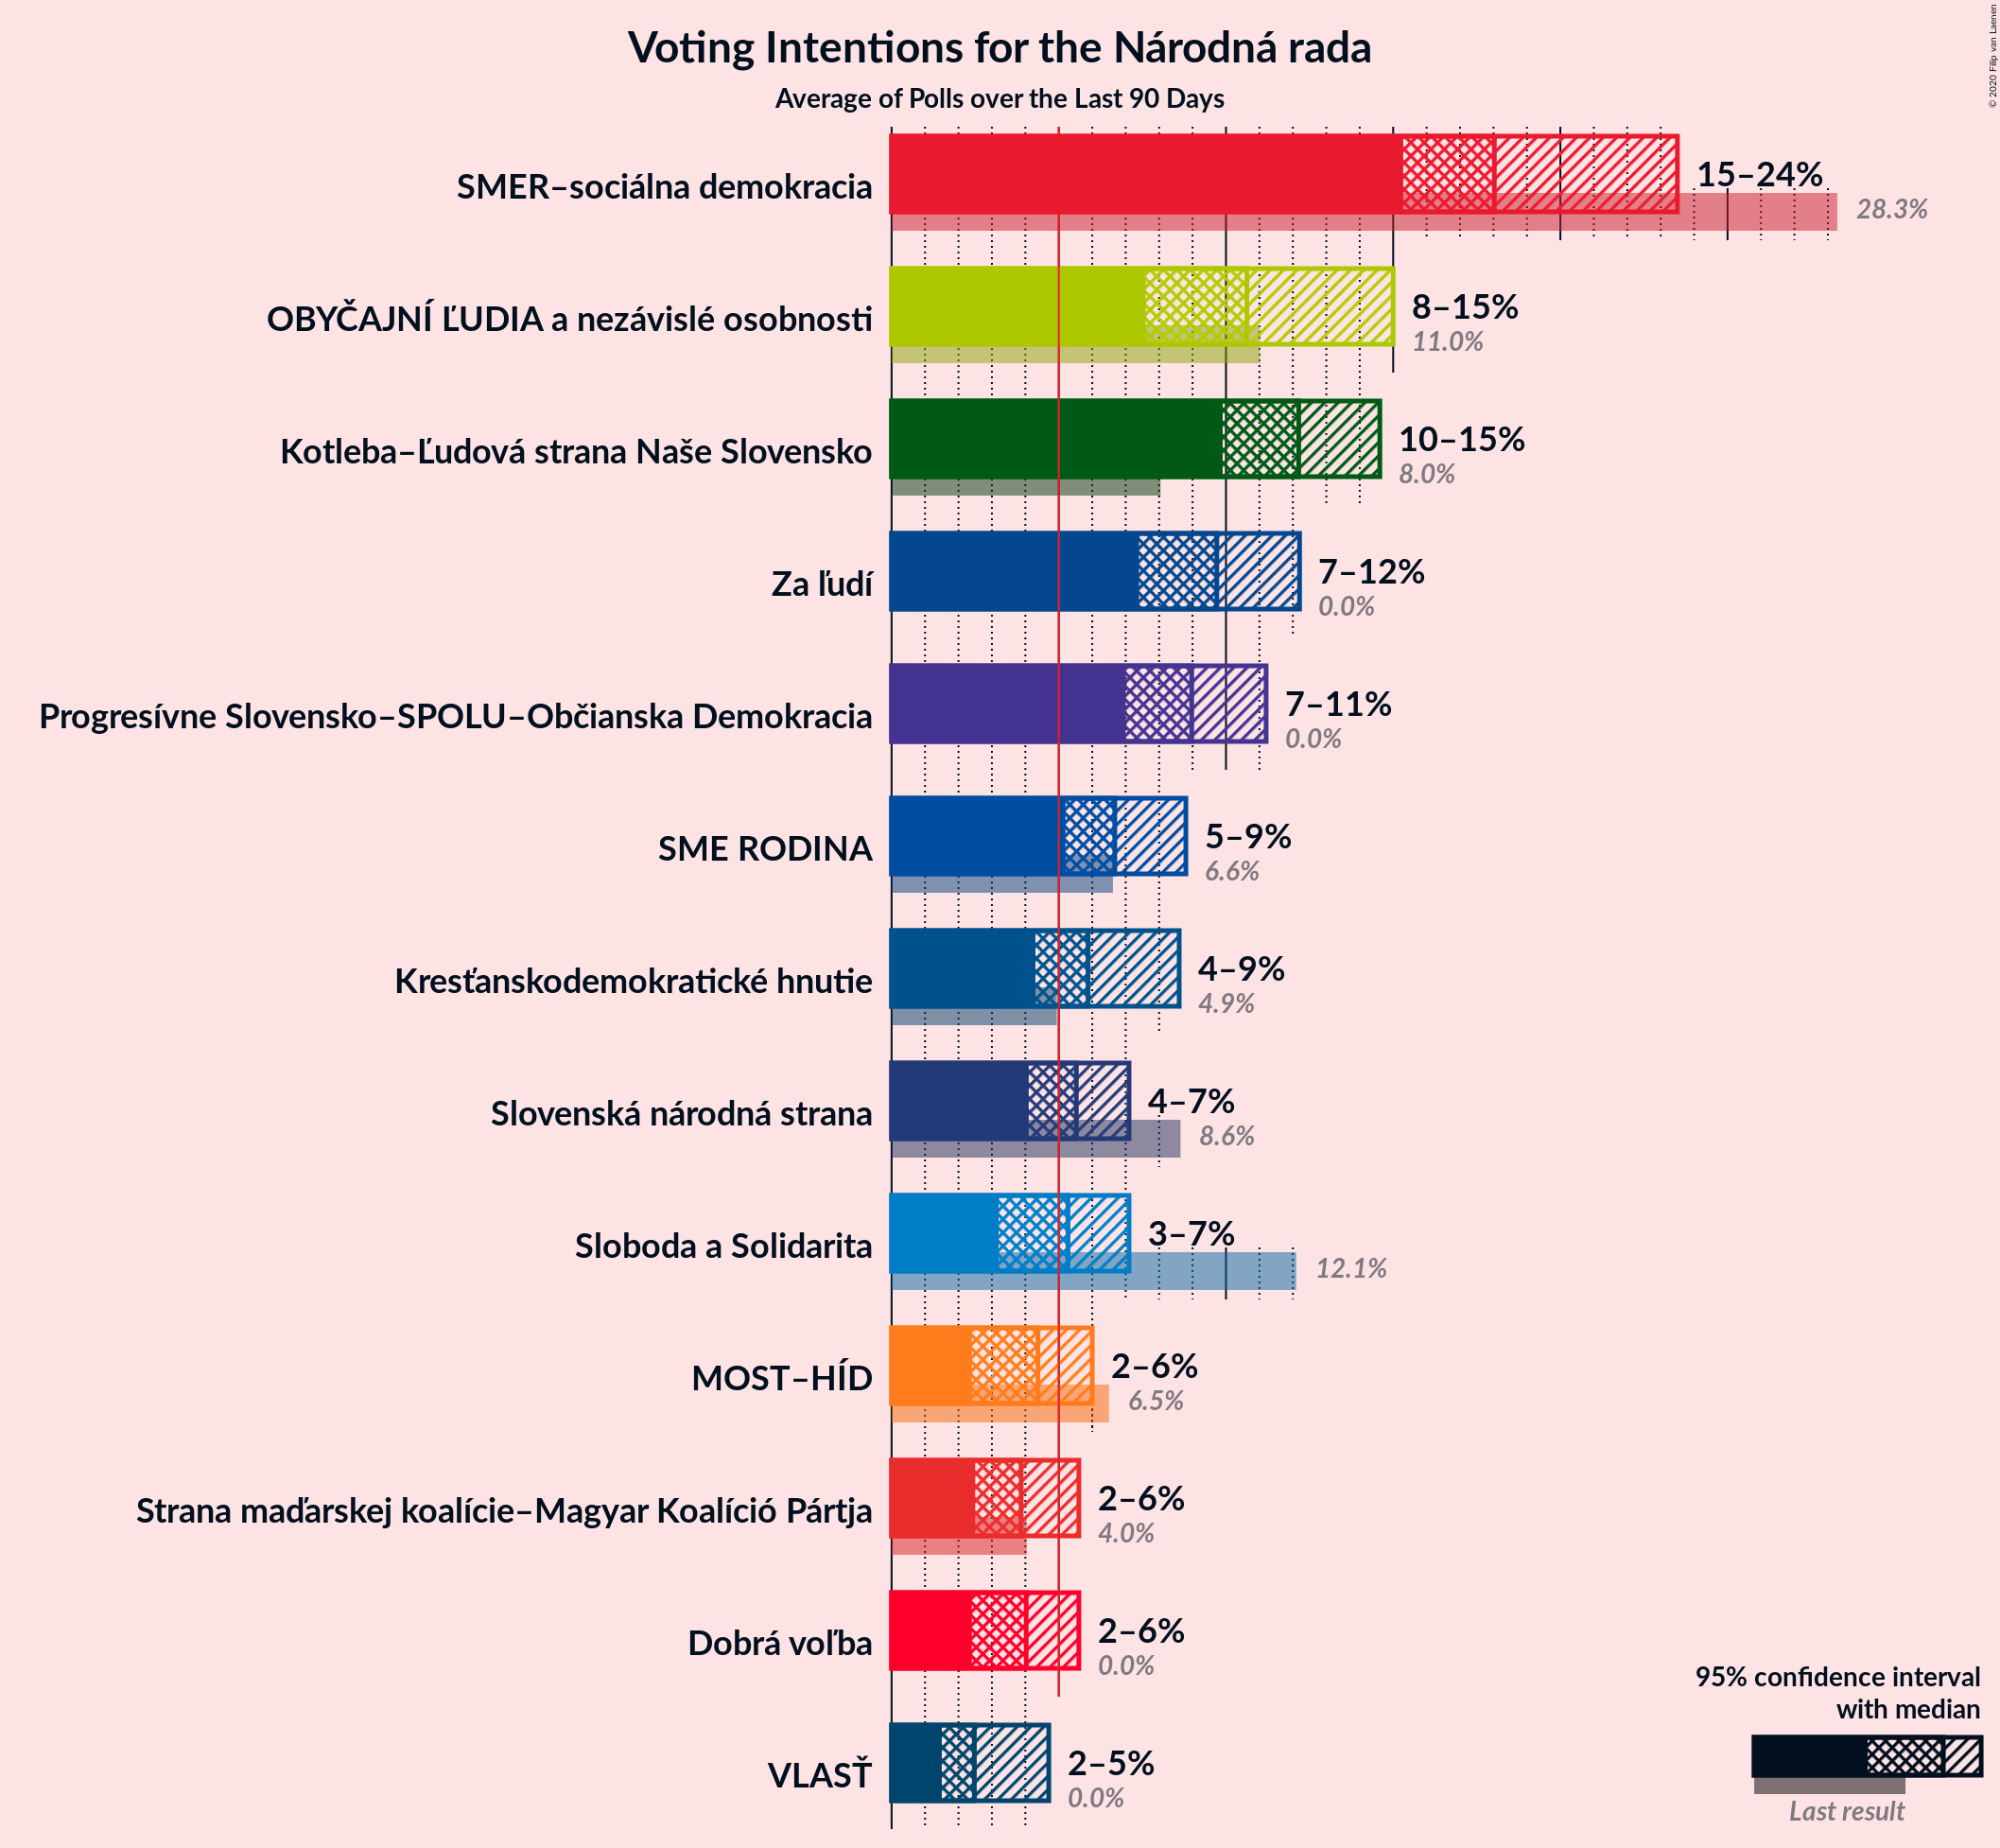 © 2020 Filip van Laenen
Voting Intentions for the Národná rada
Average of Polls over the Last 90 Days
SMER–sociálna demokracia
15–24%
28.3%
OBYČAJNÍ ĽUDIA a nezávislé osobnosti
8–15%
11.0%
Kotleba–Ľudová strana Naše Slovensko
10–15%
8.0%
Za ľudí
7–12%
0.0%
Progresívne Slovensko–SPOLU–Občianska Demokracia
7–11%
0.0%
SME RODINA
5–9%
6.6%
Kresťanskodemokratické hnutie
4–9%
4.9%
Slovenská národná strana
4–7%
8.6%
Sloboda a Solidarita
3–7%
12.1%
MOST–HÍD
2–6%
6.5%
Strana maďarskej koalície–Magyar Koalíció Pártja
2–6%
4.0%
Dobrá voľba
2–6%
0.0%
VLASŤ
2–5%
0.0%
95% confidence interval
with median
Last result